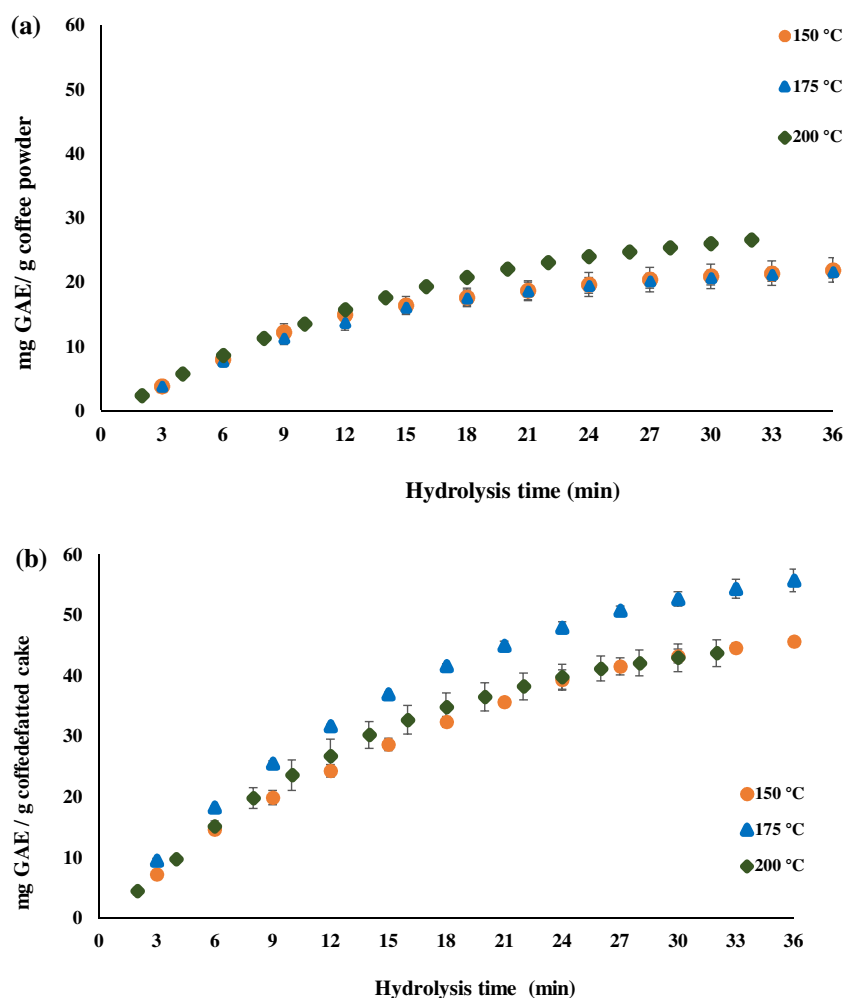 (a)
60
50
40
30
20
10
0
mg GAE/ g coffee powder
150 °C
175 °C
200 °C
0 3 6 9 12 15 18 21 24 27 30 33 36
Hydrolysis time (min)
(b)
60
50
40
30
20
10
0
mg GAE / g coffedefatted cake
150 °C
175 °C
200 °C
0 3 6 9 12 15 18 21 24 27 30 33 36
Hydrolysis time (min)